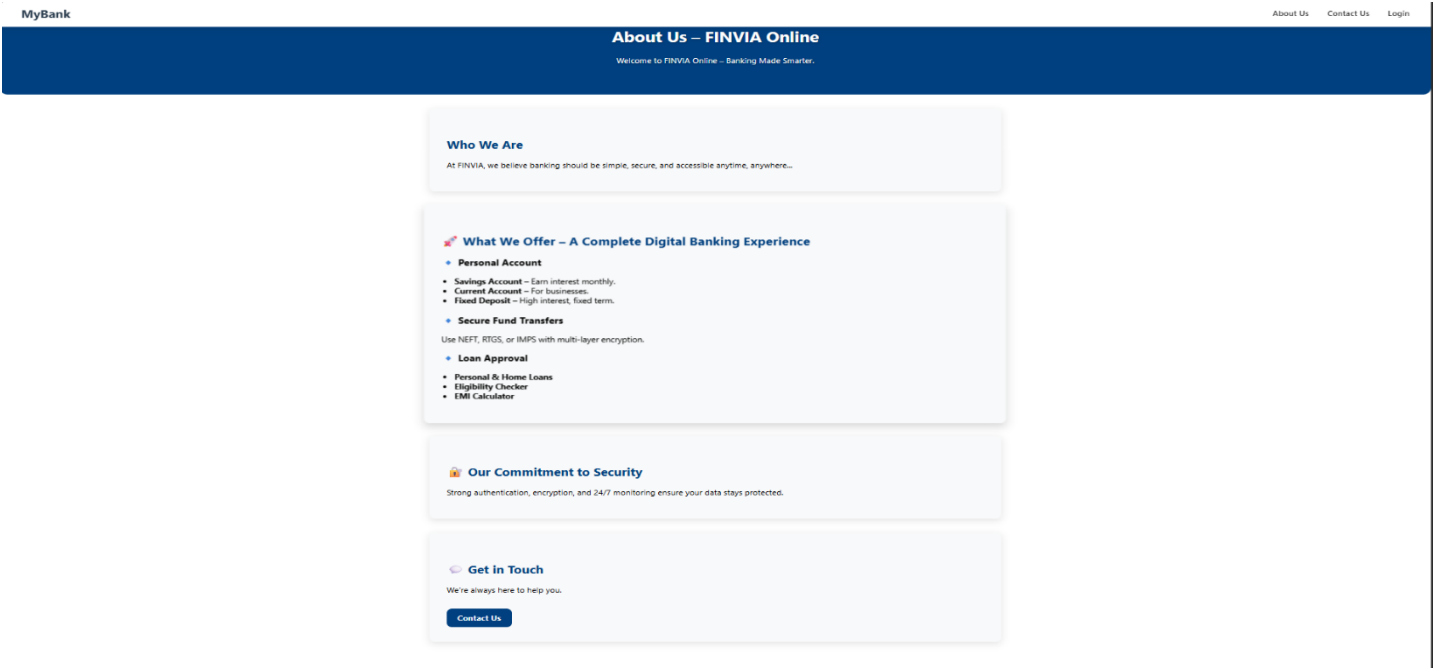 MyBank
About Us Contact Us Login
About Us – FINVIA Online
Welcome to FINVIA Online – Banking Made Smarter.
Who We Are
At FINVIA, we believe banking should be simple, secure, and accessible anytime, anywhere...
🚀 What We Offer – A Complete Digital Banking Experience
🔹 Personal Account
• Savings Account – Earn interest monthly.
• Current Account – For businesses.
• Fixed Deposit – High interest, fixed term.
🔹 Secure Fund Transfers
Use NEFT, RTGS, or IMPS with multi-layer encryption.
🔹 Loan Approval
• Personal & Home Loans
• Eligibility Checker
• EMI Calculator
🔐 Our Commitment to Security
Strong authentication, encryption, and 24/7 monitoring ensure your data stays protected.
💬 Get in Touch
We're always here to help you.
Contact Us